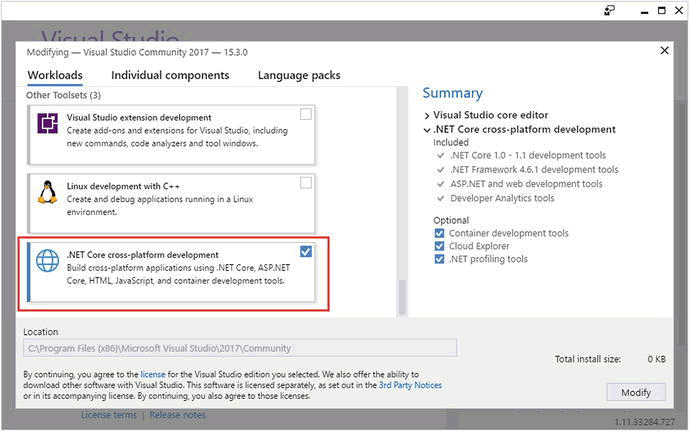 Visual Studio
Modifying — Visual Studio Community 2017 — 15.3.0
Workloads
Individual components
Language packs
Other Toolsets (3)
Visual Studio extension development
Create add-ons and extensions for Visual Studio, including
new commands, code analyzers and tool windows.
Linux development with C++
Create and debug applications running in a Linux
environment.
.NET Core cross-platform development
Build cross-platform applications using .NET Core, ASP.NET
Core, HTML, JavaScript, and container development tools.
Summary
Visual Studio core editor
.NET Core cross-platform development
Included
.NET Core 1.0 - 1.1 development tools
.NET Framework 4.6.1 development tools
ASP.NET and web development tools
Developer Analytics tools
Optional
Container development tools
Cloud Explorer
.NET profiling tools
Location
C:\Program Files (x86)\Microsoft Visual Studio\2017\Community
Total install size: 0 KB
By continuing, you agree to the license for the Visual Studio edition you selected. We also offer the ability to
download other software with Visual Studio. This software is licensed separately, as set out in the 3rd Party Notices
or in its accompanying license. By continuing, you also agree to those licenses.
Modify
License terms | Release notes
1.11.33284.727